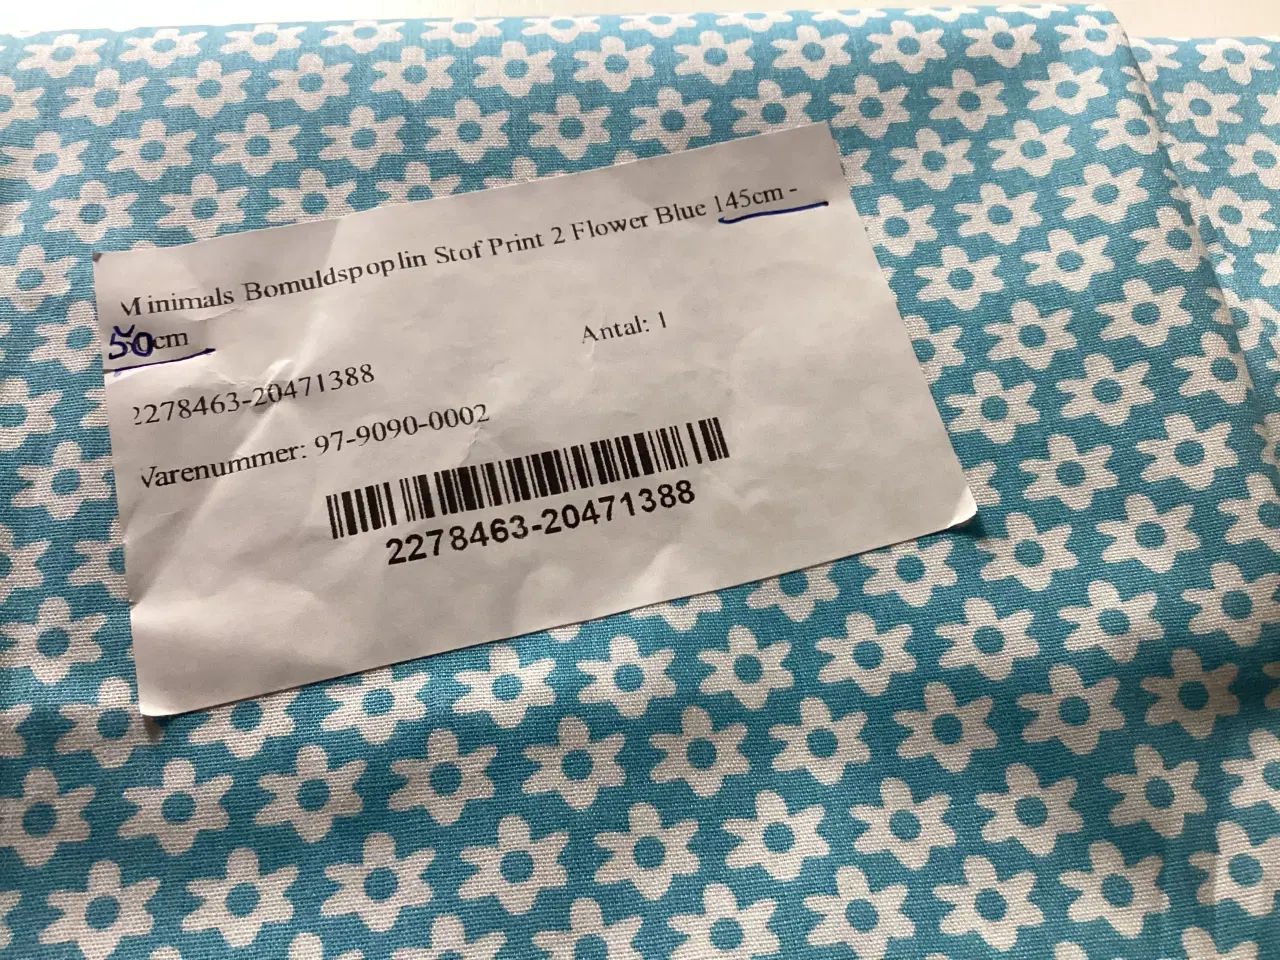 Minimals Bomuldspoplin Stof Print 2 Flower Blue 145cm -
50cm
Antal: 1
2278463-20471388
Varenummer: 97-9090-0002
2278463-20471388